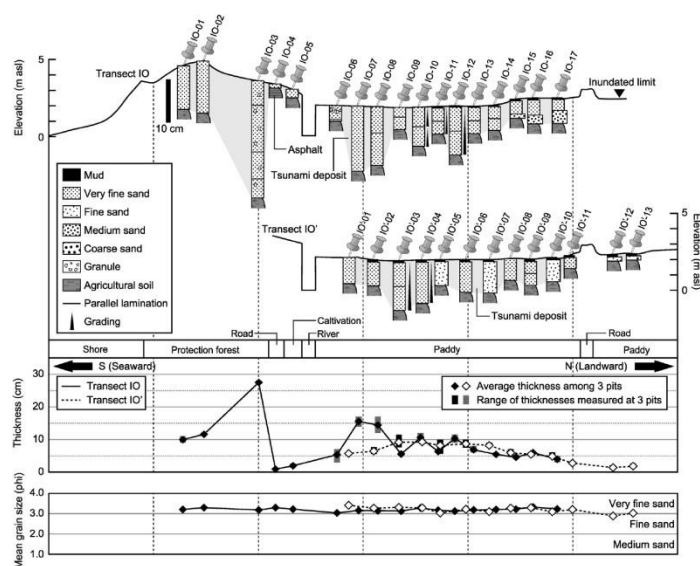 IO-01
IO-02
IO-03
IO-04
IO-05
IO-06
IO-07
IO-08
IO-09
IO-10
IO-11
IO-12
IO-13
IO-14
IO-15
IO-16
IO-17
Elevation (m asl)
5
0
Transect IO
10 cm
Asphalt
Tsunami deposit
Inundated limit
Mud
Very fine sand
Fine sand
Medium sand
Coarse sand
Granule
Agricultural soil
Parallel lamination
Grading
Transect IO'
IO'-01
IO'-02
IO'-03
IO'-04
IO'-05
IO'-06
IO'-07
IO'-08
IO'-09
IO'-10
IO'-11
IO'-12
IO'-13
5
0
Elevation (m asl)
Tsunami deposit
Road
Cultivation
River
Road
Shore
Protection forest
Paddy
Paddy
S (Seaward)
N (Landward)
Thickness (cm)
30
20
10
0
Transect IO
Transect IO'
Average thickness among 3 pits
Range of thicknesses measured at 3 pits
Mean grain size (phi)
4.0
3.0
2.0
1.0
Very fine sand
Fine sand
Medium sand